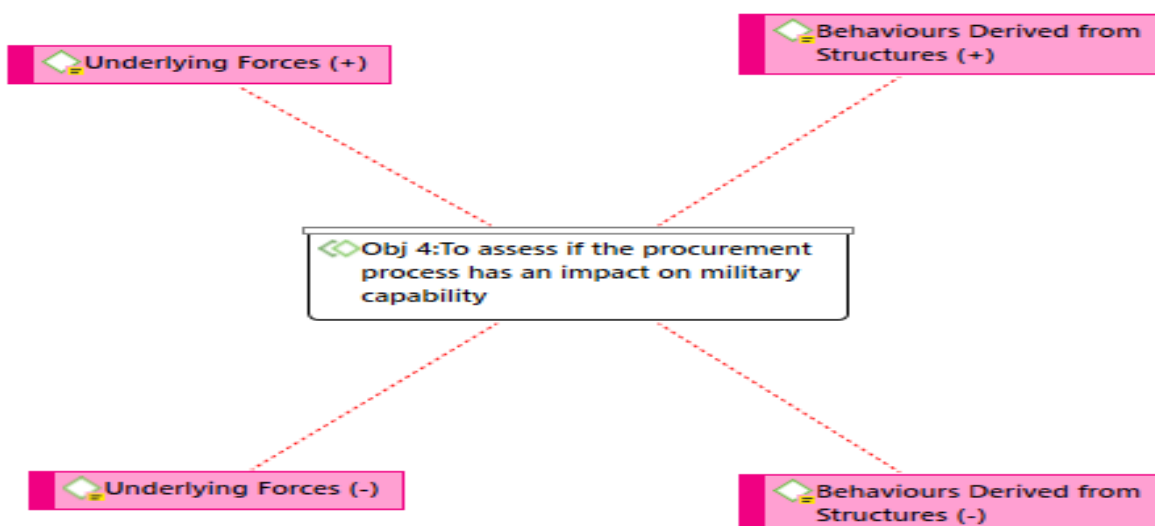 Underlying Forces (+)
Behaviours Derived from
Structures (+)
Obj 4:To assess if the procurement
process has an impact on military
capability
Underlying Forces (-)
Behaviours Derived from
Structures (-)